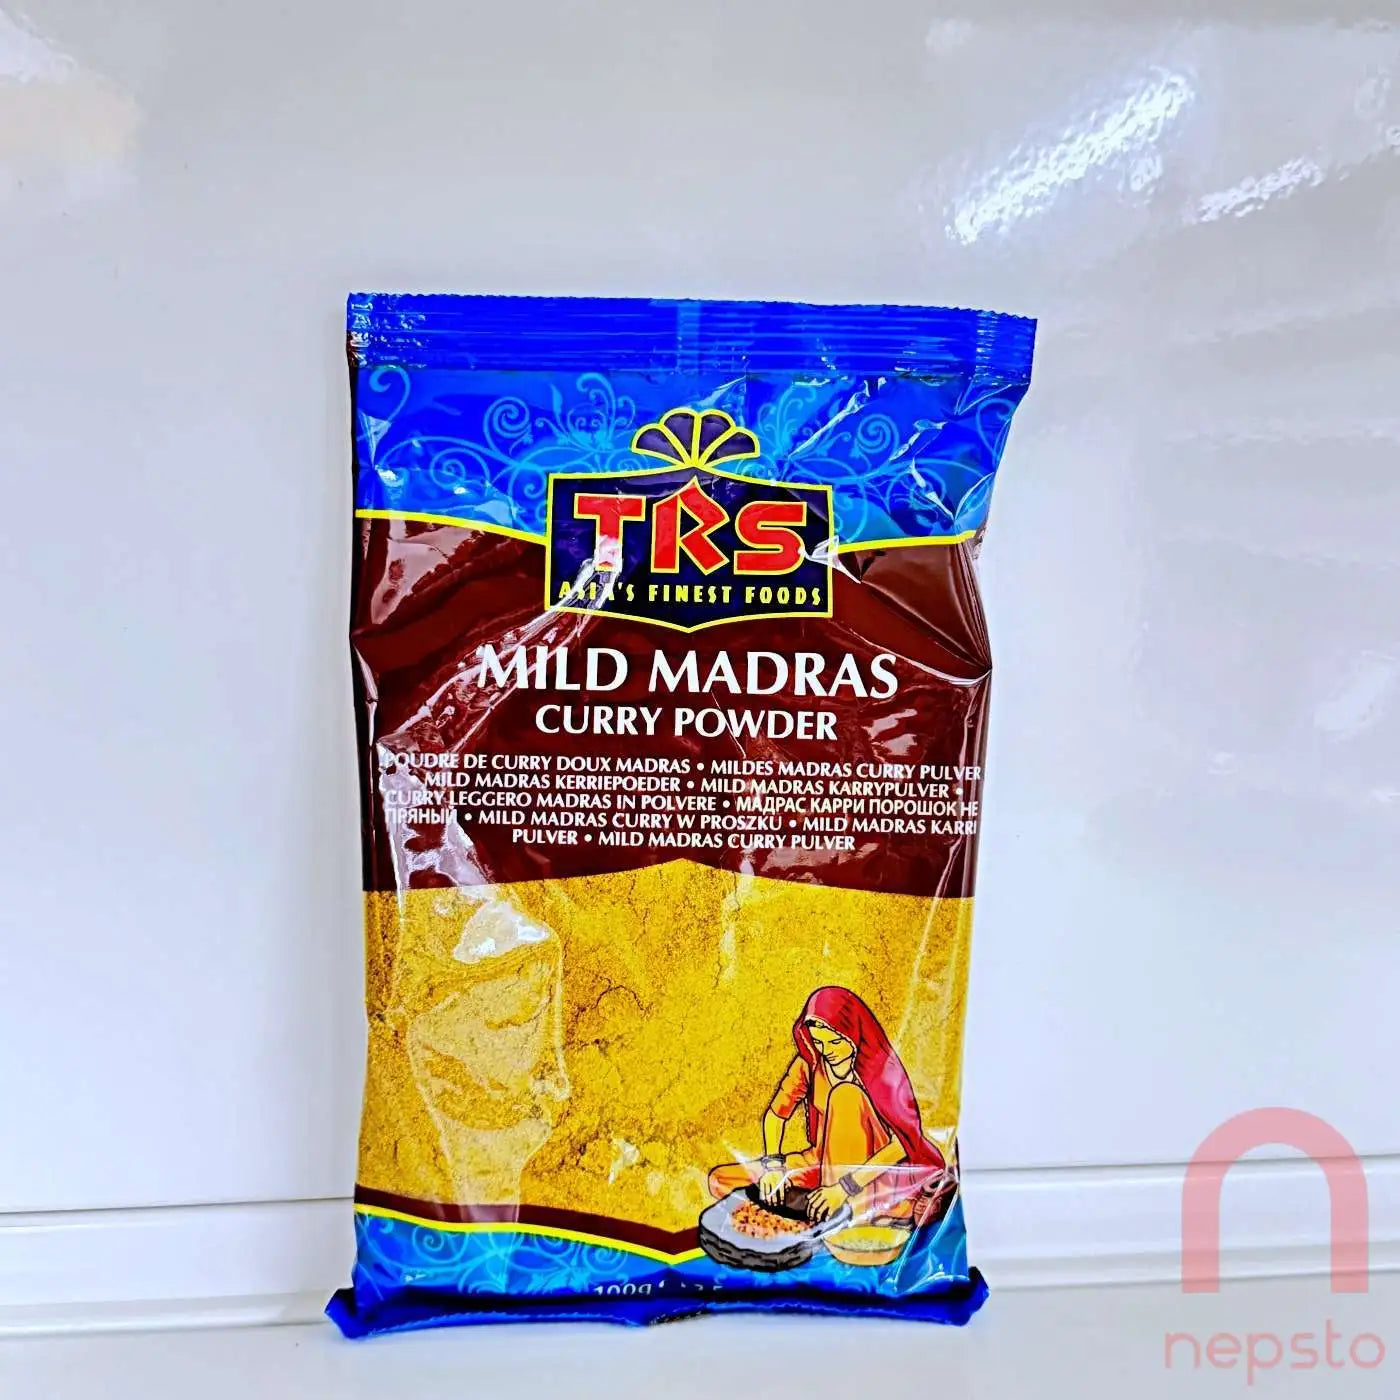 TRS
ASIA'S FINEST FOODS
MILD MADRAS
CURRY POWDER
POUDRE DE CURRY DOUX MADRAS • MILDES MADRAS CURRY PULVER
MILD MADRAS KERRIEPOEDER • MILD MADRAS KARRYPULVER •
CURRY LEGGERO MADRAS IN POLVERE • МАДРАС КАРРИ ПОРОШОК НЕ
ПРЯНЫЙ • MILD MADRAS CURRY W PROSZKU • MILD MADRAS KARRI
PULVER • MILD MADRAS CURRY PULVER
100g
nepsto